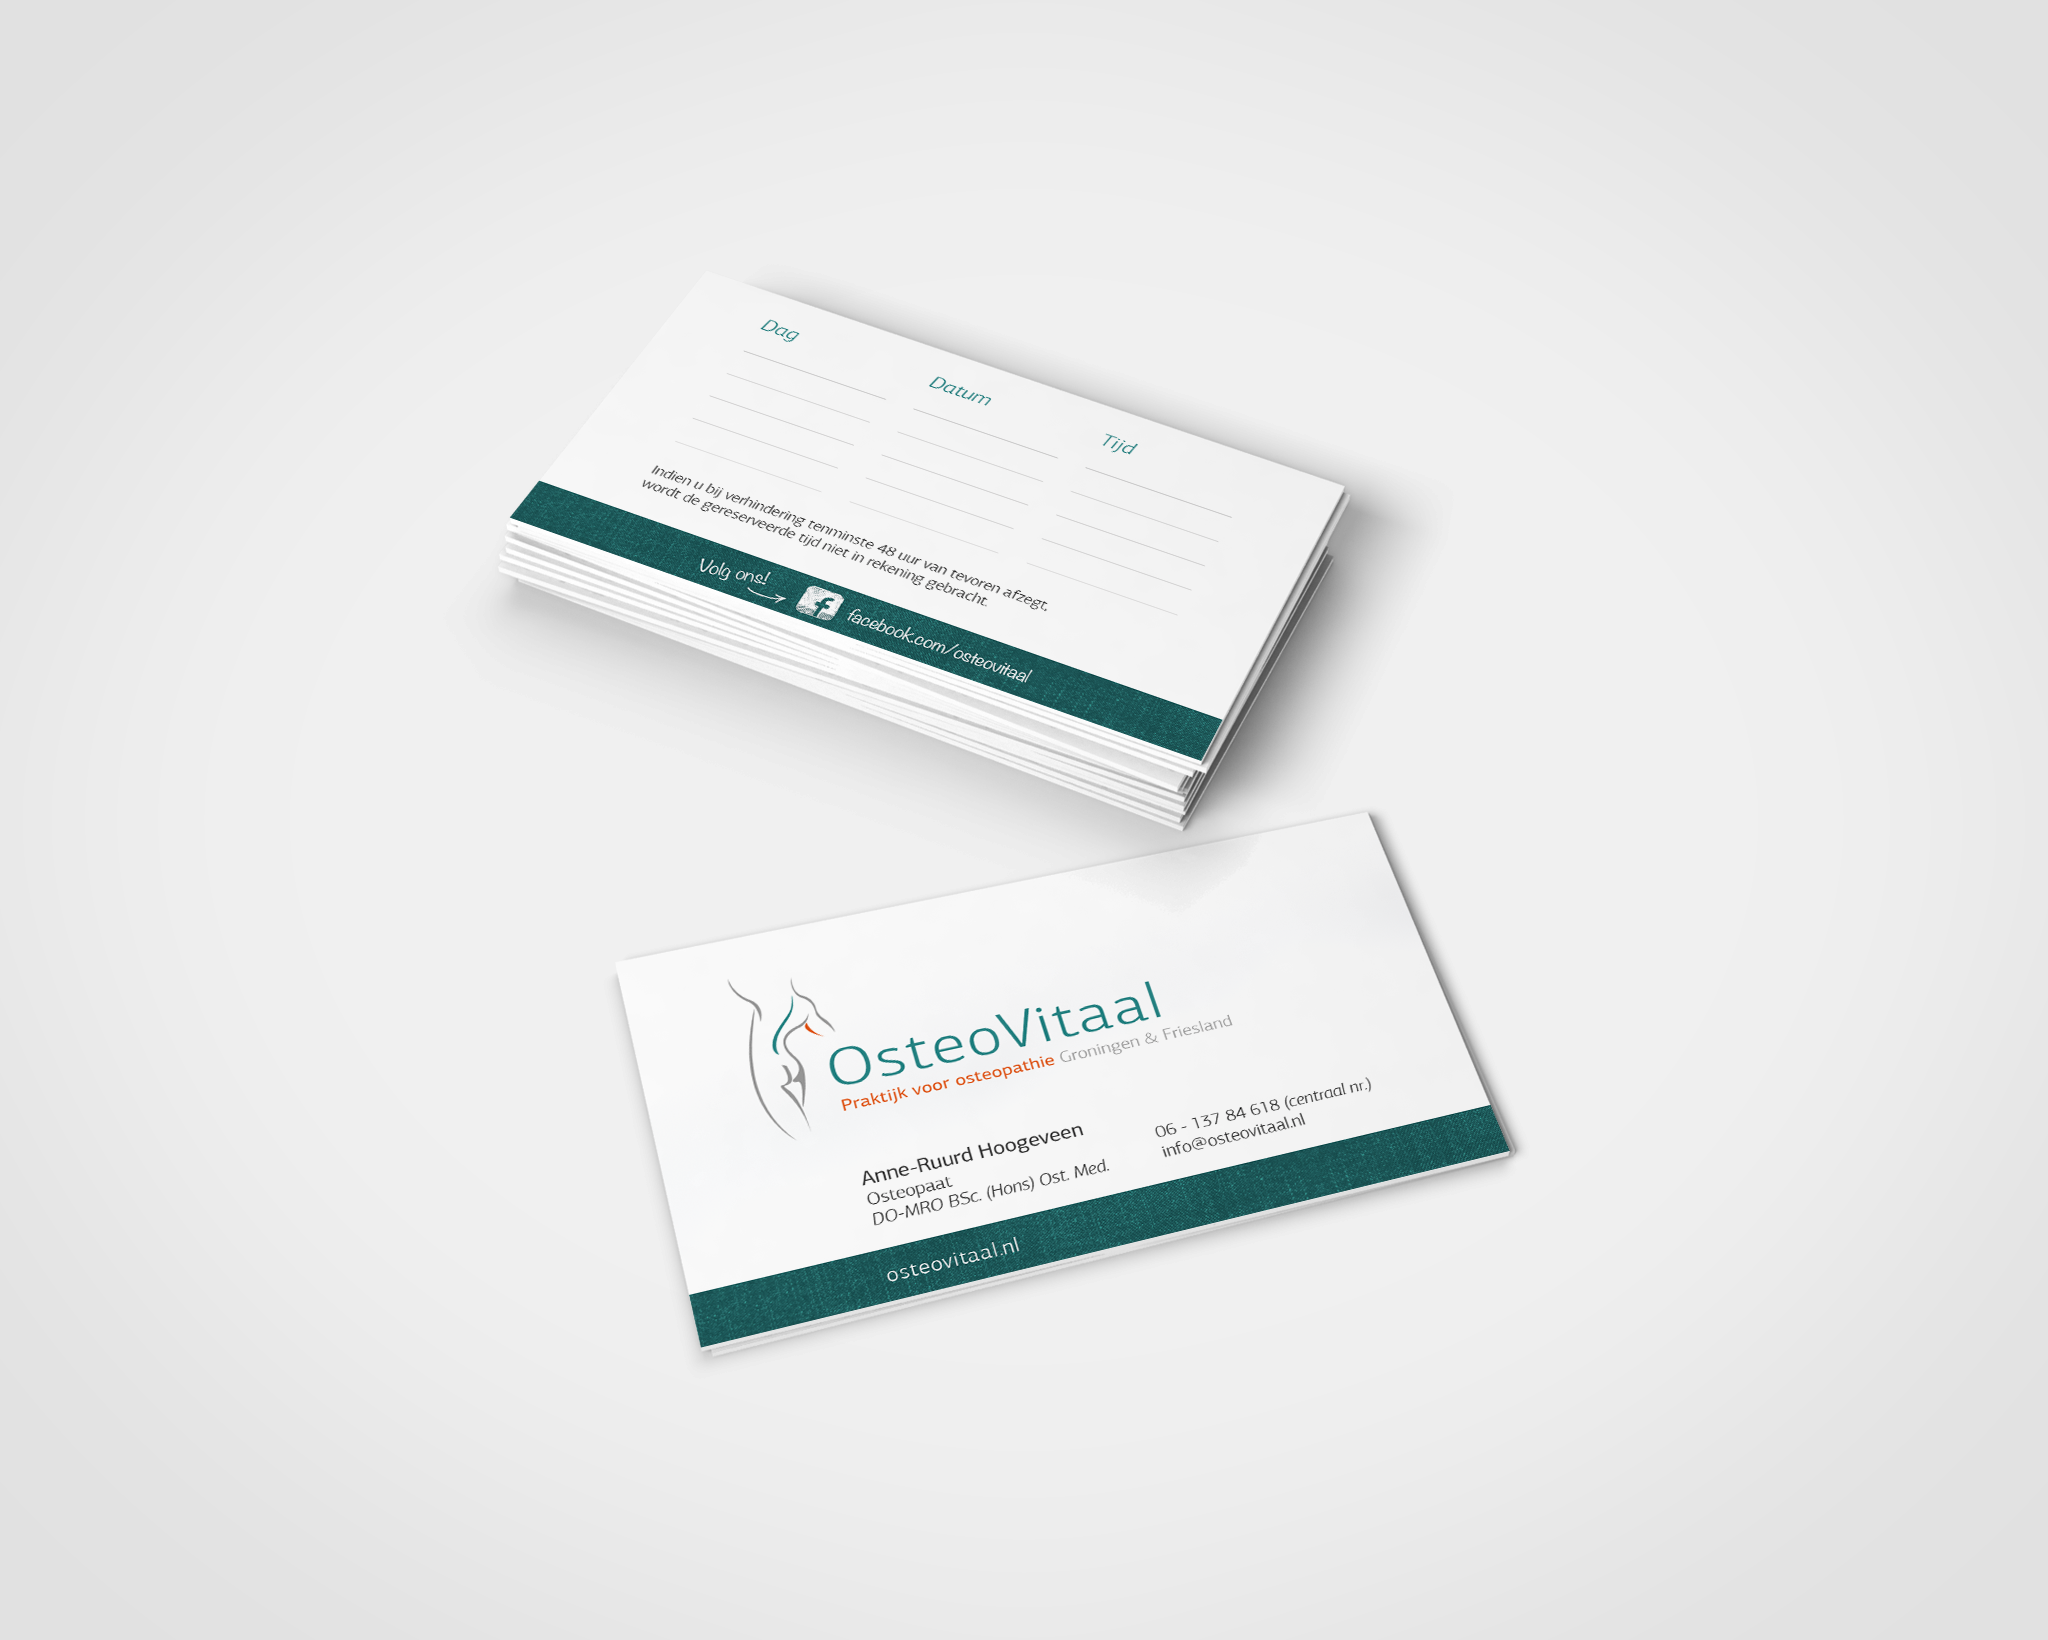 Dag
Datum
Tijd
Indien u bij verhindering tenminste 48 uur van tevoren afzegt,
wordt de gereserveerde tijd niet in rekening gebracht.
Volg ons!
facebook.com/osteovitaal
OsteoVitaal
Praktijk voor osteopathie Groningen & Friesland
Anne-Ruurd Hoogeveen
Osteopaat
DO-MRO BSc. (Hons) Ost. Med.
06 - 137 84 618 (centraal nr.)
info@osteovitaal.nl
osteovitaal.nl